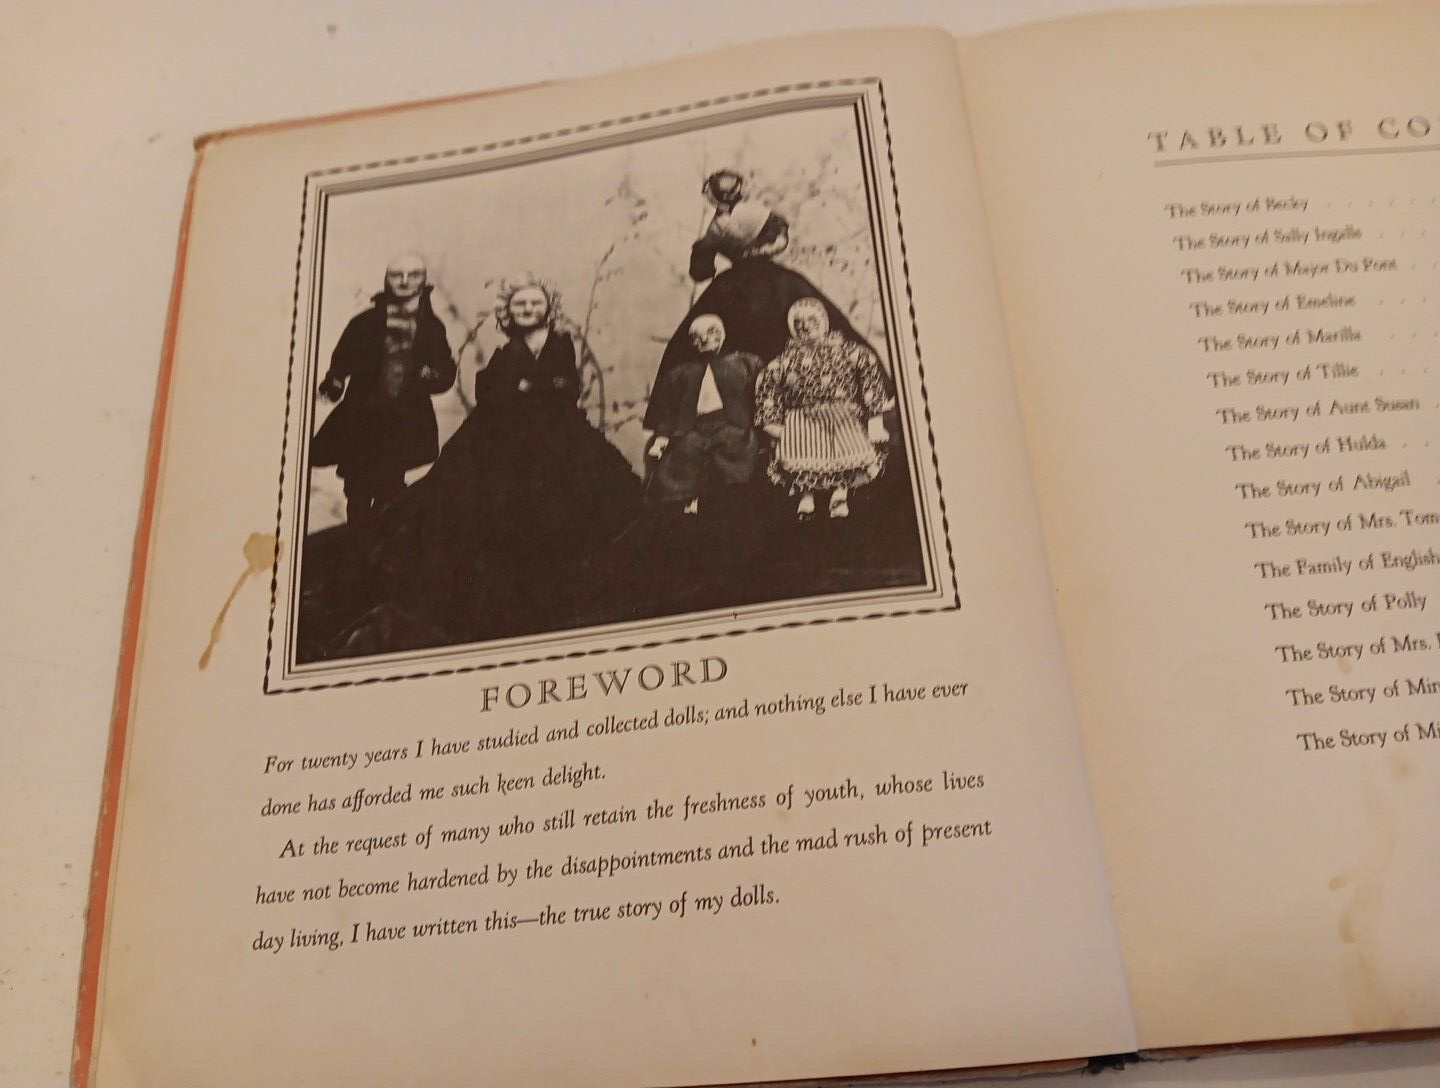 FOREWORD
For twenty years I have studied and collected dolls; and nothing else I have ever
done has afforded me such keen delight.
At the request of many who still retain the freshness of youth, whose lives
have not become hardened by the disappointments and the mad rush of present
day living, I have written this—the true story of my dolls.
TABLE OF CO
The Story of Becky . . . . . .
The Story of Sally Ingalls . . .
The Story of Major Du Pont . .
The Story of Emeline . . .
The Story of Marilla . . .
The Story of Tillie . . .
The Story of Aunt Susan .
The Story of Hulda . .
The Story of Abigail .
The Story of Mrs. Tom
The Family of English
The Story of Polly
The Story of Mrs.
The Story of Mir
The Story of Mi